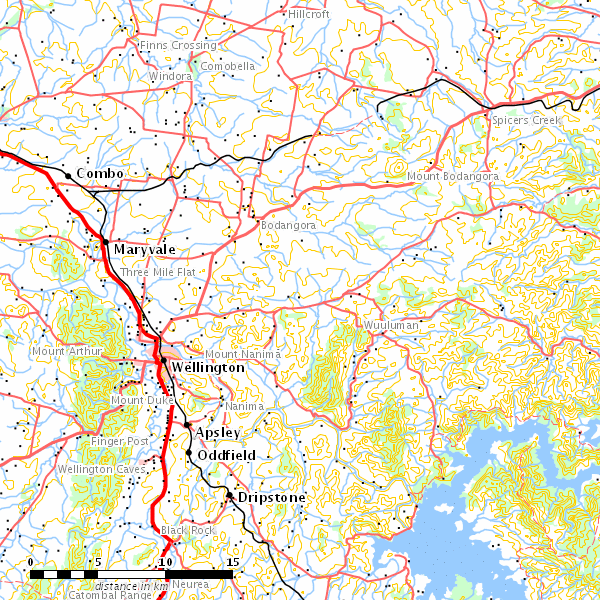 Hillcroft
Finns Crossing
Comobella
Windora
Spicers Creek
Combo
Mount Bodangora
Bodangora
Maryvale
Three Mile Flat
Wuuluman
Mount Arthur
Mount Nanima
Wellington
Mount Duke
Nanima
Apsley
Finger Post
Oddfield
Wellington Caves
Dripstone
Black Rock
0 5 10 15
distance in km
Neurea
Catombal Range